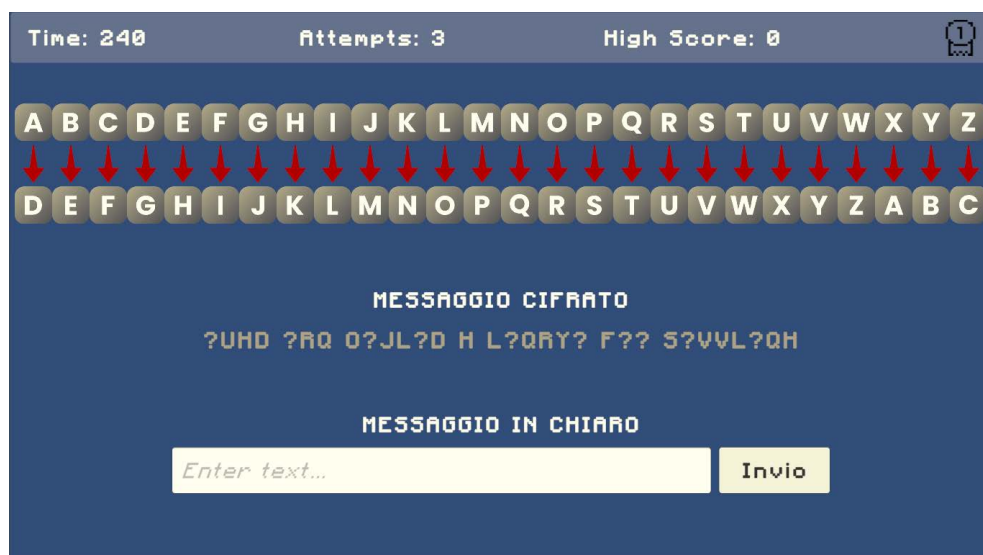 Time: 240 Attempts: 3 High Score: 0 1
A B C D E F G H I J K L M N O P Q R S T U V W X Y Z
D E F G H I J K L M N O P Q R S T U V W X Y Z A B C
MESSAGGIO CIFRATO
?UHD ?RQ O?JL?D H L?QRY? F?? S?VVL?QH
MESSAGGIO IN CHIARO
Enter text... Invio